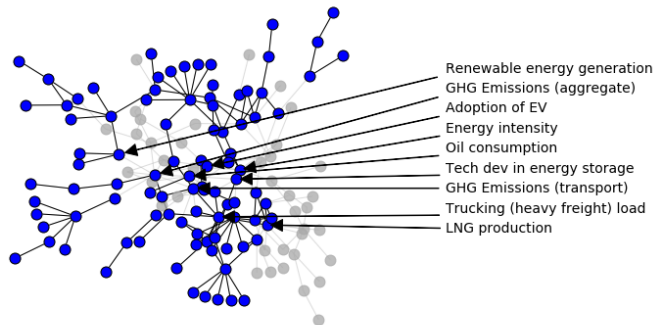 Renewable energy generation
GHG Emissions (aggregate)
Adoption of EV
Energy intensity
Oil consumption
Tech dev in energy storage
GHG Emissions (transport)
Trucking (heavy freight) load
LNG production